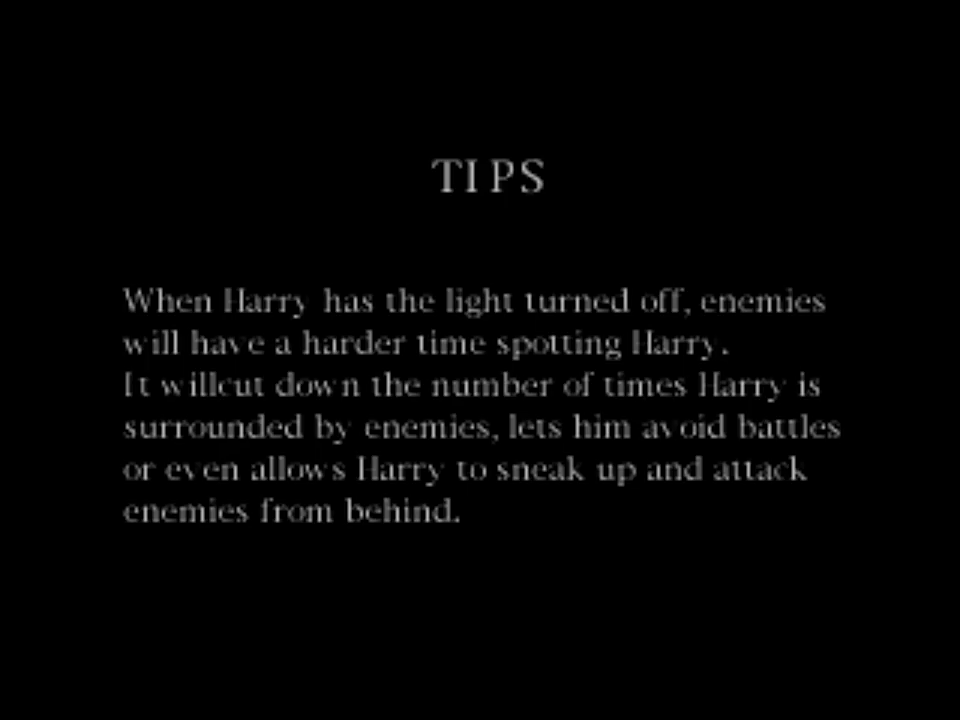 TIPS
When Harry has the light turned off, enemies
will have a harder time spotting Harry.
It willcut down the number of times Harry is
surrounded by enemies, lets him avoid battles
or even allows Harry to sneak up and attack
enemies from behind.